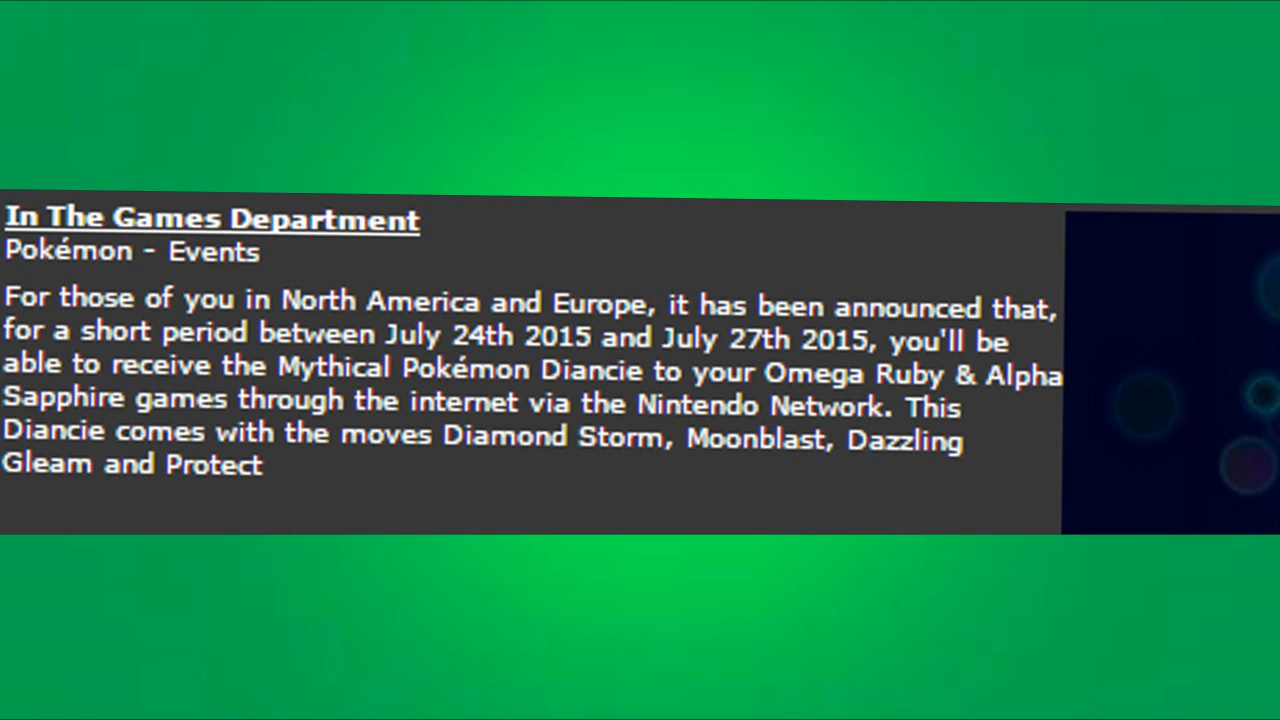 In The Games Department
Pokémon - Events
For those of you in North America and Europe, it has been announced that,
for a short period between July 24th 2015 and July 27th 2015, you'll be
able to receive the Mythical Pokémon Diancie to your Omega Ruby & Alpha
Sapphire games through the internet via the Nintendo Network. This
Diancie comes with the moves Diamond Storm, Moonblast, Dazzling
Gleam and Protect